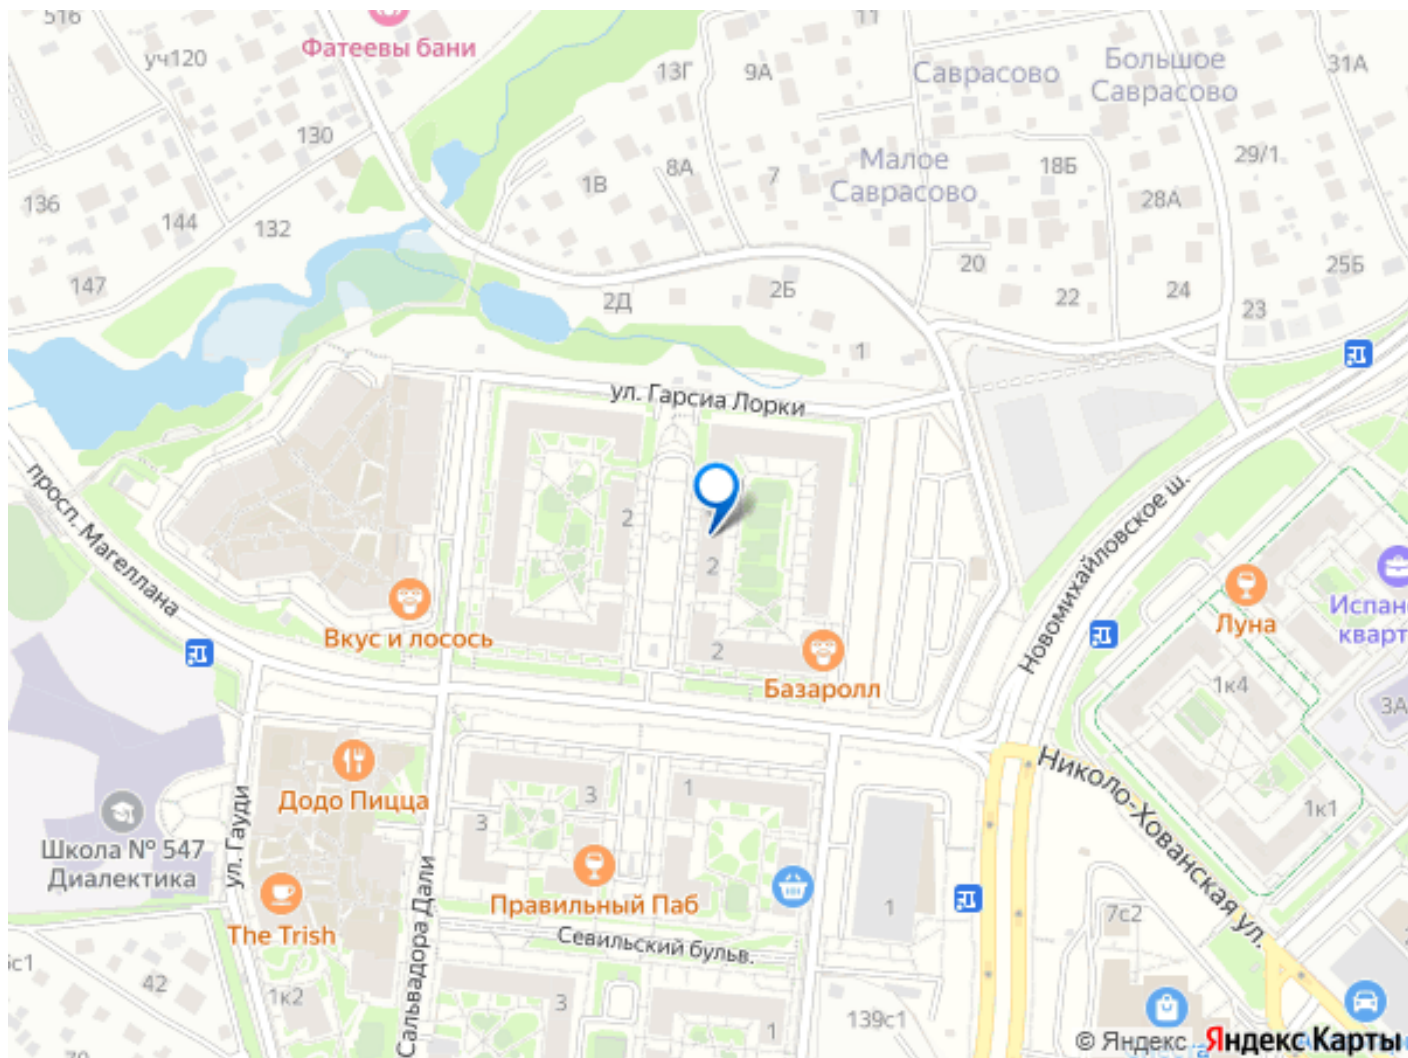 516
уч120
Фатеевы бани
11
13Г
9А
Саврасово
Большое
Саврасово
31А
130
29/1
136
144
132
1В
8А
7
Малое
Саврасово
18Б
28А
147
2Д
2Б
20
22
24
25Б
23
1
ул. Гарсиа Лорки
просп. Магеллана
2
2
2
Вкус и лосось
Базаролл
Новомихайловское ш.
Луна
Испанс
кварт
1к4
3А
Николо-Хованская ул.
1к1
Додо Пицца
3
1
3
Школа № 547
Диалектика
ул. Гауди
Сальвадора Дали
Правильный Паб
The Trish
Севильский бульв.
1
7с2
42
1к2
3
1
139с1
© Яндекс Яндекс Карты